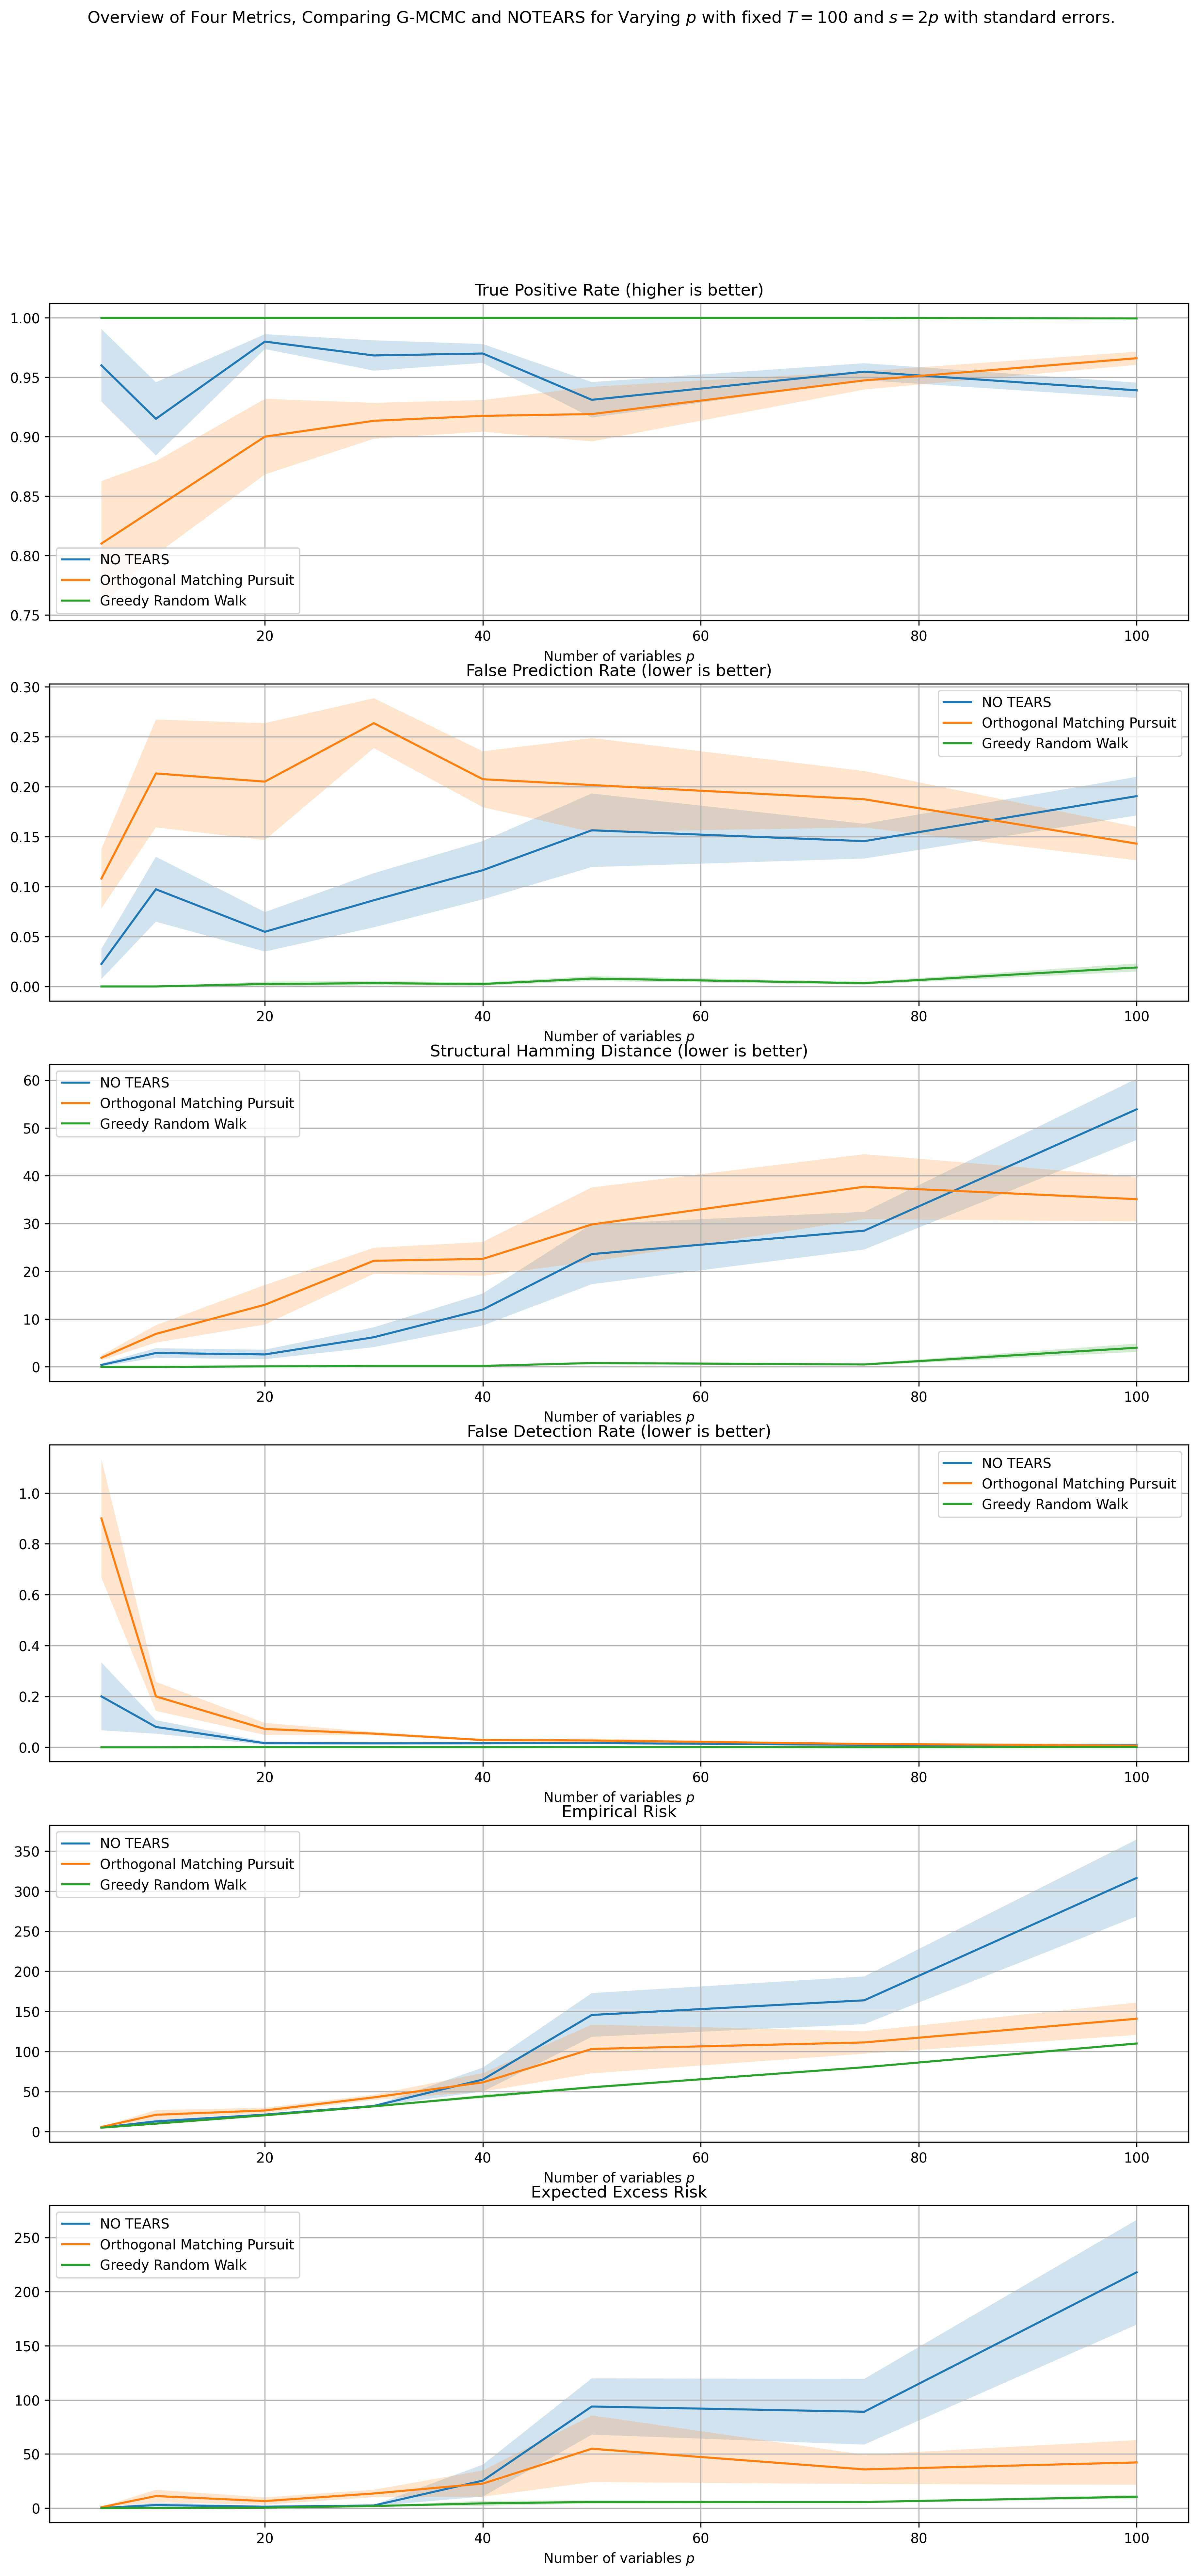 Overview of Four Metrics, Comparing G-MCMC and NOTEARS for Varying p with fixed T = 100 and s = 2p with standard errors.
True Positive Rate (higher is better)
1.00
0.95
0.90
0.85
0.80
0.75
NO TEARS
Orthogonal Matching Pursuit
Greedy Random Walk
20 40 60 80 100
Number of variables p
False Prediction Rate (lower is better)
0.30
0.25
0.20
0.15
0.10
0.05
0.00
NO TEARS
Orthogonal Matching Pursuit
Greedy Random Walk
20 40 60 80 100
Number of variables p
Structural Hamming Distance (lower is better)
60
50
40
30
20
10
0
NO TEARS
Orthogonal Matching Pursuit
Greedy Random Walk
20 40 60 80 100
Number of variables p
False Detection Rate (lower is better)
1.0
0.8
0.6
0.4
0.2
0.0
NO TEARS
Orthogonal Matching Pursuit
Greedy Random Walk
20 40 60 80 100
Number of variables p
Empirical Risk
350
300
250
200
150
100
50
0
NO TEARS
Orthogonal Matching Pursuit
Greedy Random Walk
20 40 60 80 100
Number of variables p
Expected Excess Risk
250
200
150
100
50
0
NO TEARS
Orthogonal Matching Pursuit
Greedy Random Walk
20 40 60 80 100
Number of variables p